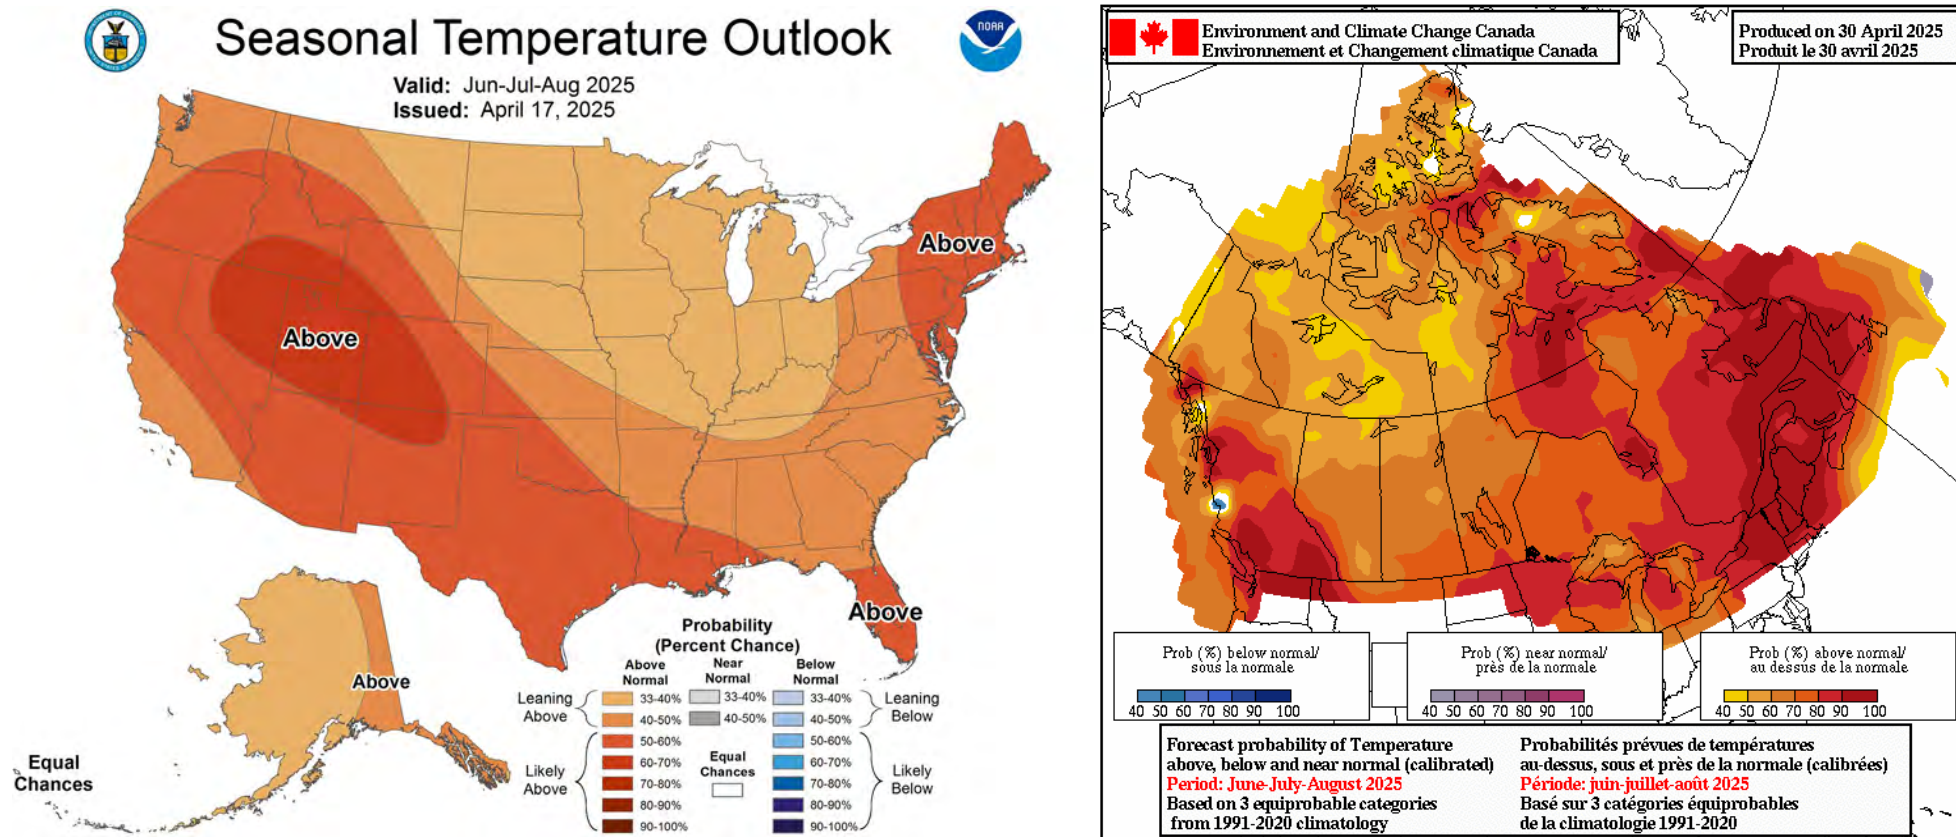 NOAA
Seasonal Temperature Outlook
Valid: Jun-Jul-Aug 2025
Issued: April 17, 2025
Above
Above
Above
Above
Equal
Chances
Probability
(Percent Chance)
Above
Normal
Near
Normal
Below
Normal
Leaning
Above
33-40%
40-50%
33-40%
40-50%
33-40%
40-50%
Leaning
Below
Likely
Above
50-60%
60-70%
70-80%
80-90%
90-100%
Equal
Chances
50-60%
60-70%
70-80%
80-90%
90-100%
Likely
Below
Environment and Climate Change Canada
Environnement et Changement climatique Canada
Produced on 30 April 2025
Produit le 30 avril 2025
Prob (%) below normal/
sous la normale
40 50 60 70 80 90 100
Prob (%) near normal/
près de la normale
40 50 60 70 80 90 100
Prob (%) above normal/
au dessus de la normale
40 50 60 70 80 90 100
Forecast probability of Temperature
above, below and near normal (calibrated)
Period: June-July-August 2025
Based on 3 equiprobable categories
from 1991-2020 climatology
Probabilités prévues de températures
au-dessus, sous et près de la normale (calibrées)
Période: juin-juillet-août 2025
Basé sur 3 catégories équiprobables
de la climatologie 1991-2020